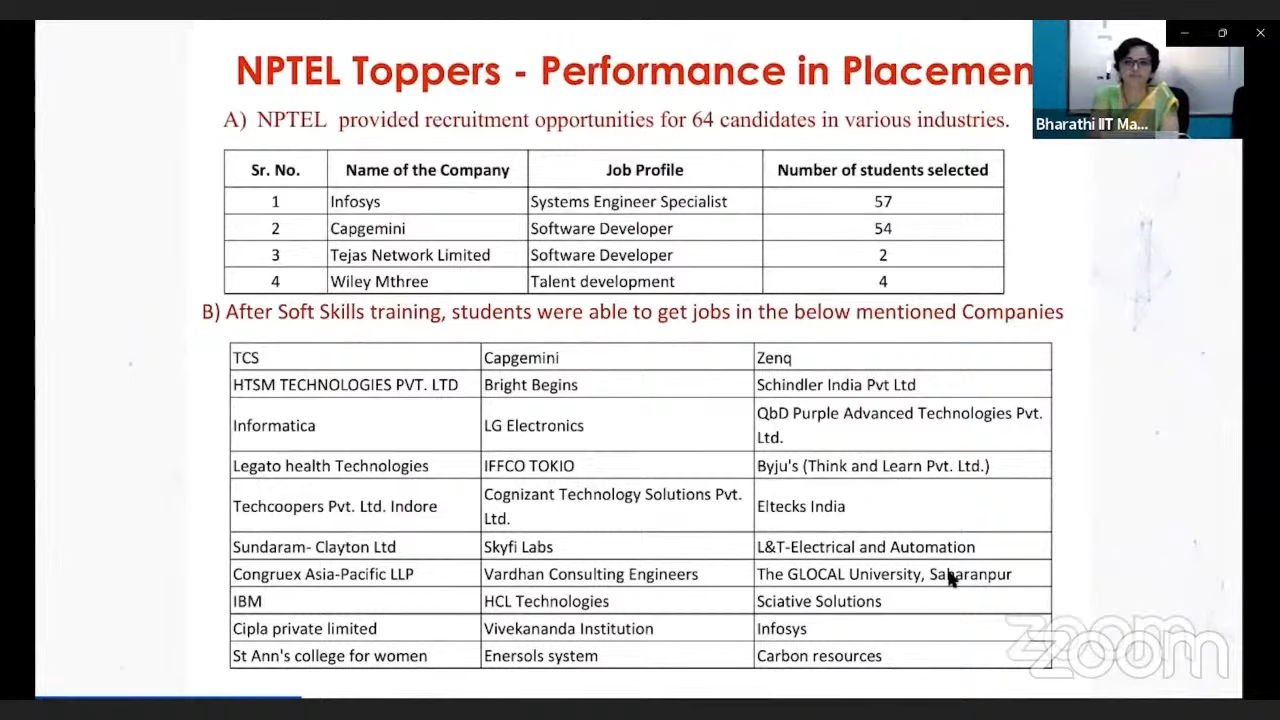 NPTEL Toppers - Performance in Placemen
A) NPTEL provided recruitment opportunities for 64 candidates in various industries.
Bharathi IIT Ma...
Sr. No. Name of the Company Job Profile Number of students selected
1 Infosys Systems Engineer Specialist 57
2 Capgemini Software Developer 54
3 Tejas Network Limited Software Developer 2
4 Wiley Mthree Talent development 4
B) After Soft Skills training, students were able to get jobs in the below mentioned Companies
TCS Capgemini Zenq
HTSM TECHNOLOGIES PVT. LTD Bright Begins Schindler India Pvt Ltd
Informatica LG Electronics QbD Purple Advanced Technologies Pvt.
Ltd.
Legato health Technologies IFFCO TOKIO Byju's (Think and Learn Pvt. Ltd.)
Techcoopers Pvt. Ltd. Indore Cognizant Technology Solutions Pvt. Eltecks India
Ltd.
Sundaram- Clayton Ltd Skyfi Labs L&T-Electrical and Automation
Congruex Asia-Pacific LLP Vardhan Consulting Engineers The GLOCAL University, Saharanpur
IBM HCL Technologies Sciative Solutions
Cipla private limited Vivekananda Institution Infosys
St Ann's college for women Enersols system Carbon resources
zoom